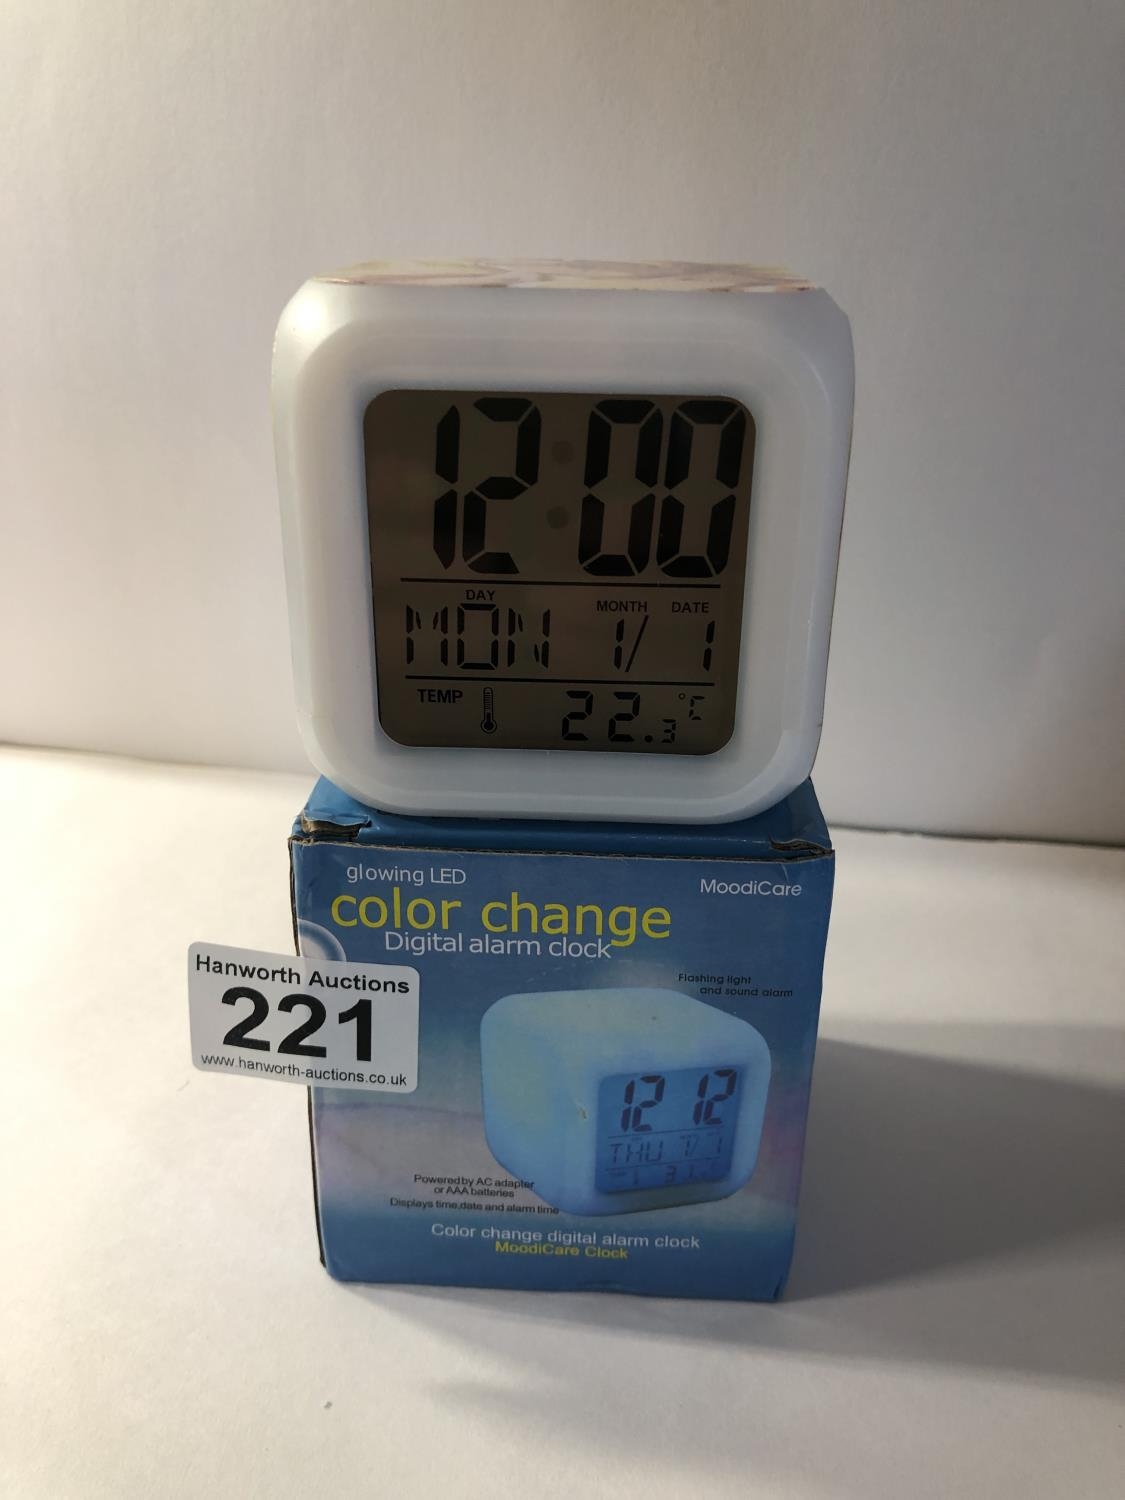 12:00
DAY
MONTH DATE
MON 1/ 1
TEMP 22.3 °C
glowing LED
MoodiCare
color change
Digital alarm clock
Flashing light
and sound alarm
Hanworth Auctions
221
www.hanworth-auctions.co.uk
12 12
THU 7/ 7
Powered by AC adapter
or AAA batteries
Displays time,date and alarm time
Color change digital alarm clock
MoodiCare Clock